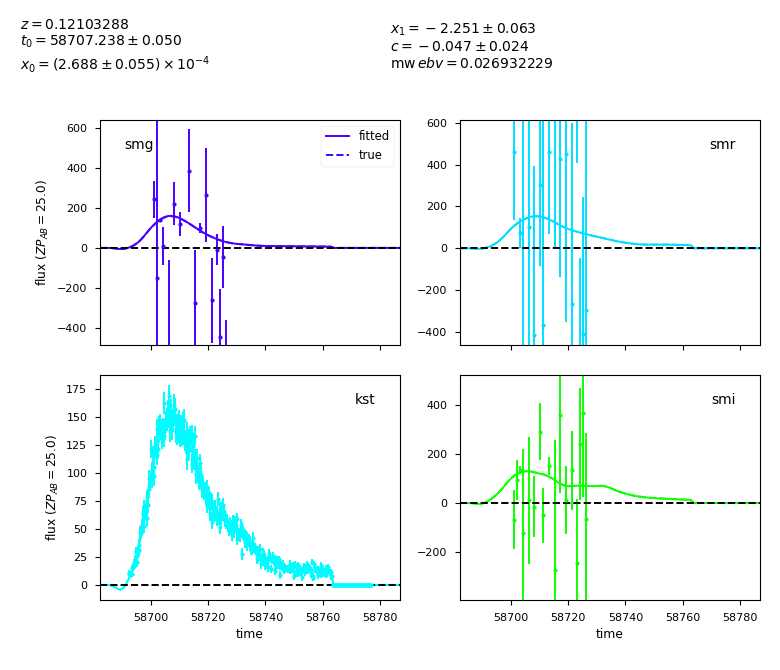 z = 0.12103288
t₀ = 58707.238 ± 0.050
x₀ = (2.688 ± 0.055) × 10⁻⁴
x₁ = −2.251 ± 0.063
c = −0.047 ± 0.024
mw ebv = 0.026932229
smg
fitted
true
600
400
200
0
−200
−400
flux (ZP_AB = 25.0)
smr
600
400
200
0
−200
−400
kst
175
150
125
100
75
50
25
0
flux (ZP_AB = 25.0)
58700 58720 58740 58760 58780
time
smi
400
200
0
−200
58700 58720 58740 58760 58780
time